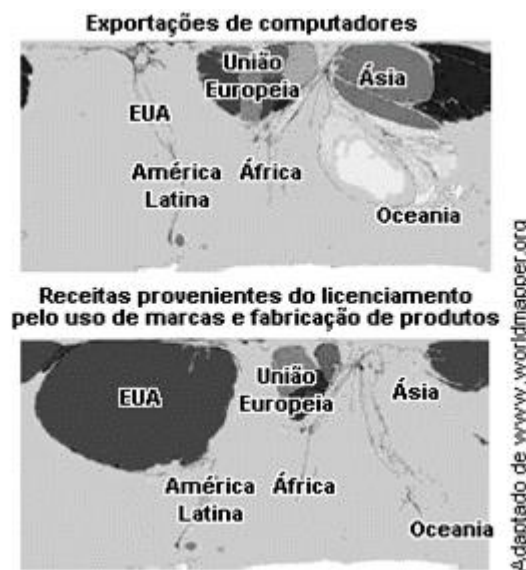 Exportações de computadores
União
Europeia
Ásia
EUA
América
Latina
África
Oceania
Receitas provenientes do licenciamento
pelo uso de marcas e fabricação de produtos
EUA
União
Europeia
Ásia
América
Latina
África
Oceania
Adaptado de www.worldmapper.org